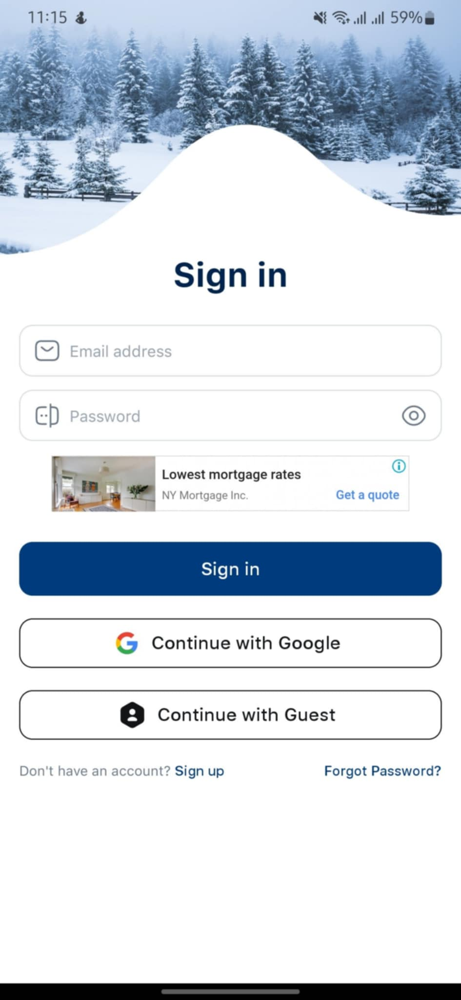 11:15
59%
Sign in
Email address
Password
Lowest mortgage rates
NY Mortgage Inc.
Get a quote
Sign in
Continue with Google
Continue with Guest
Don't have an account? Sign up
Forgot Password?